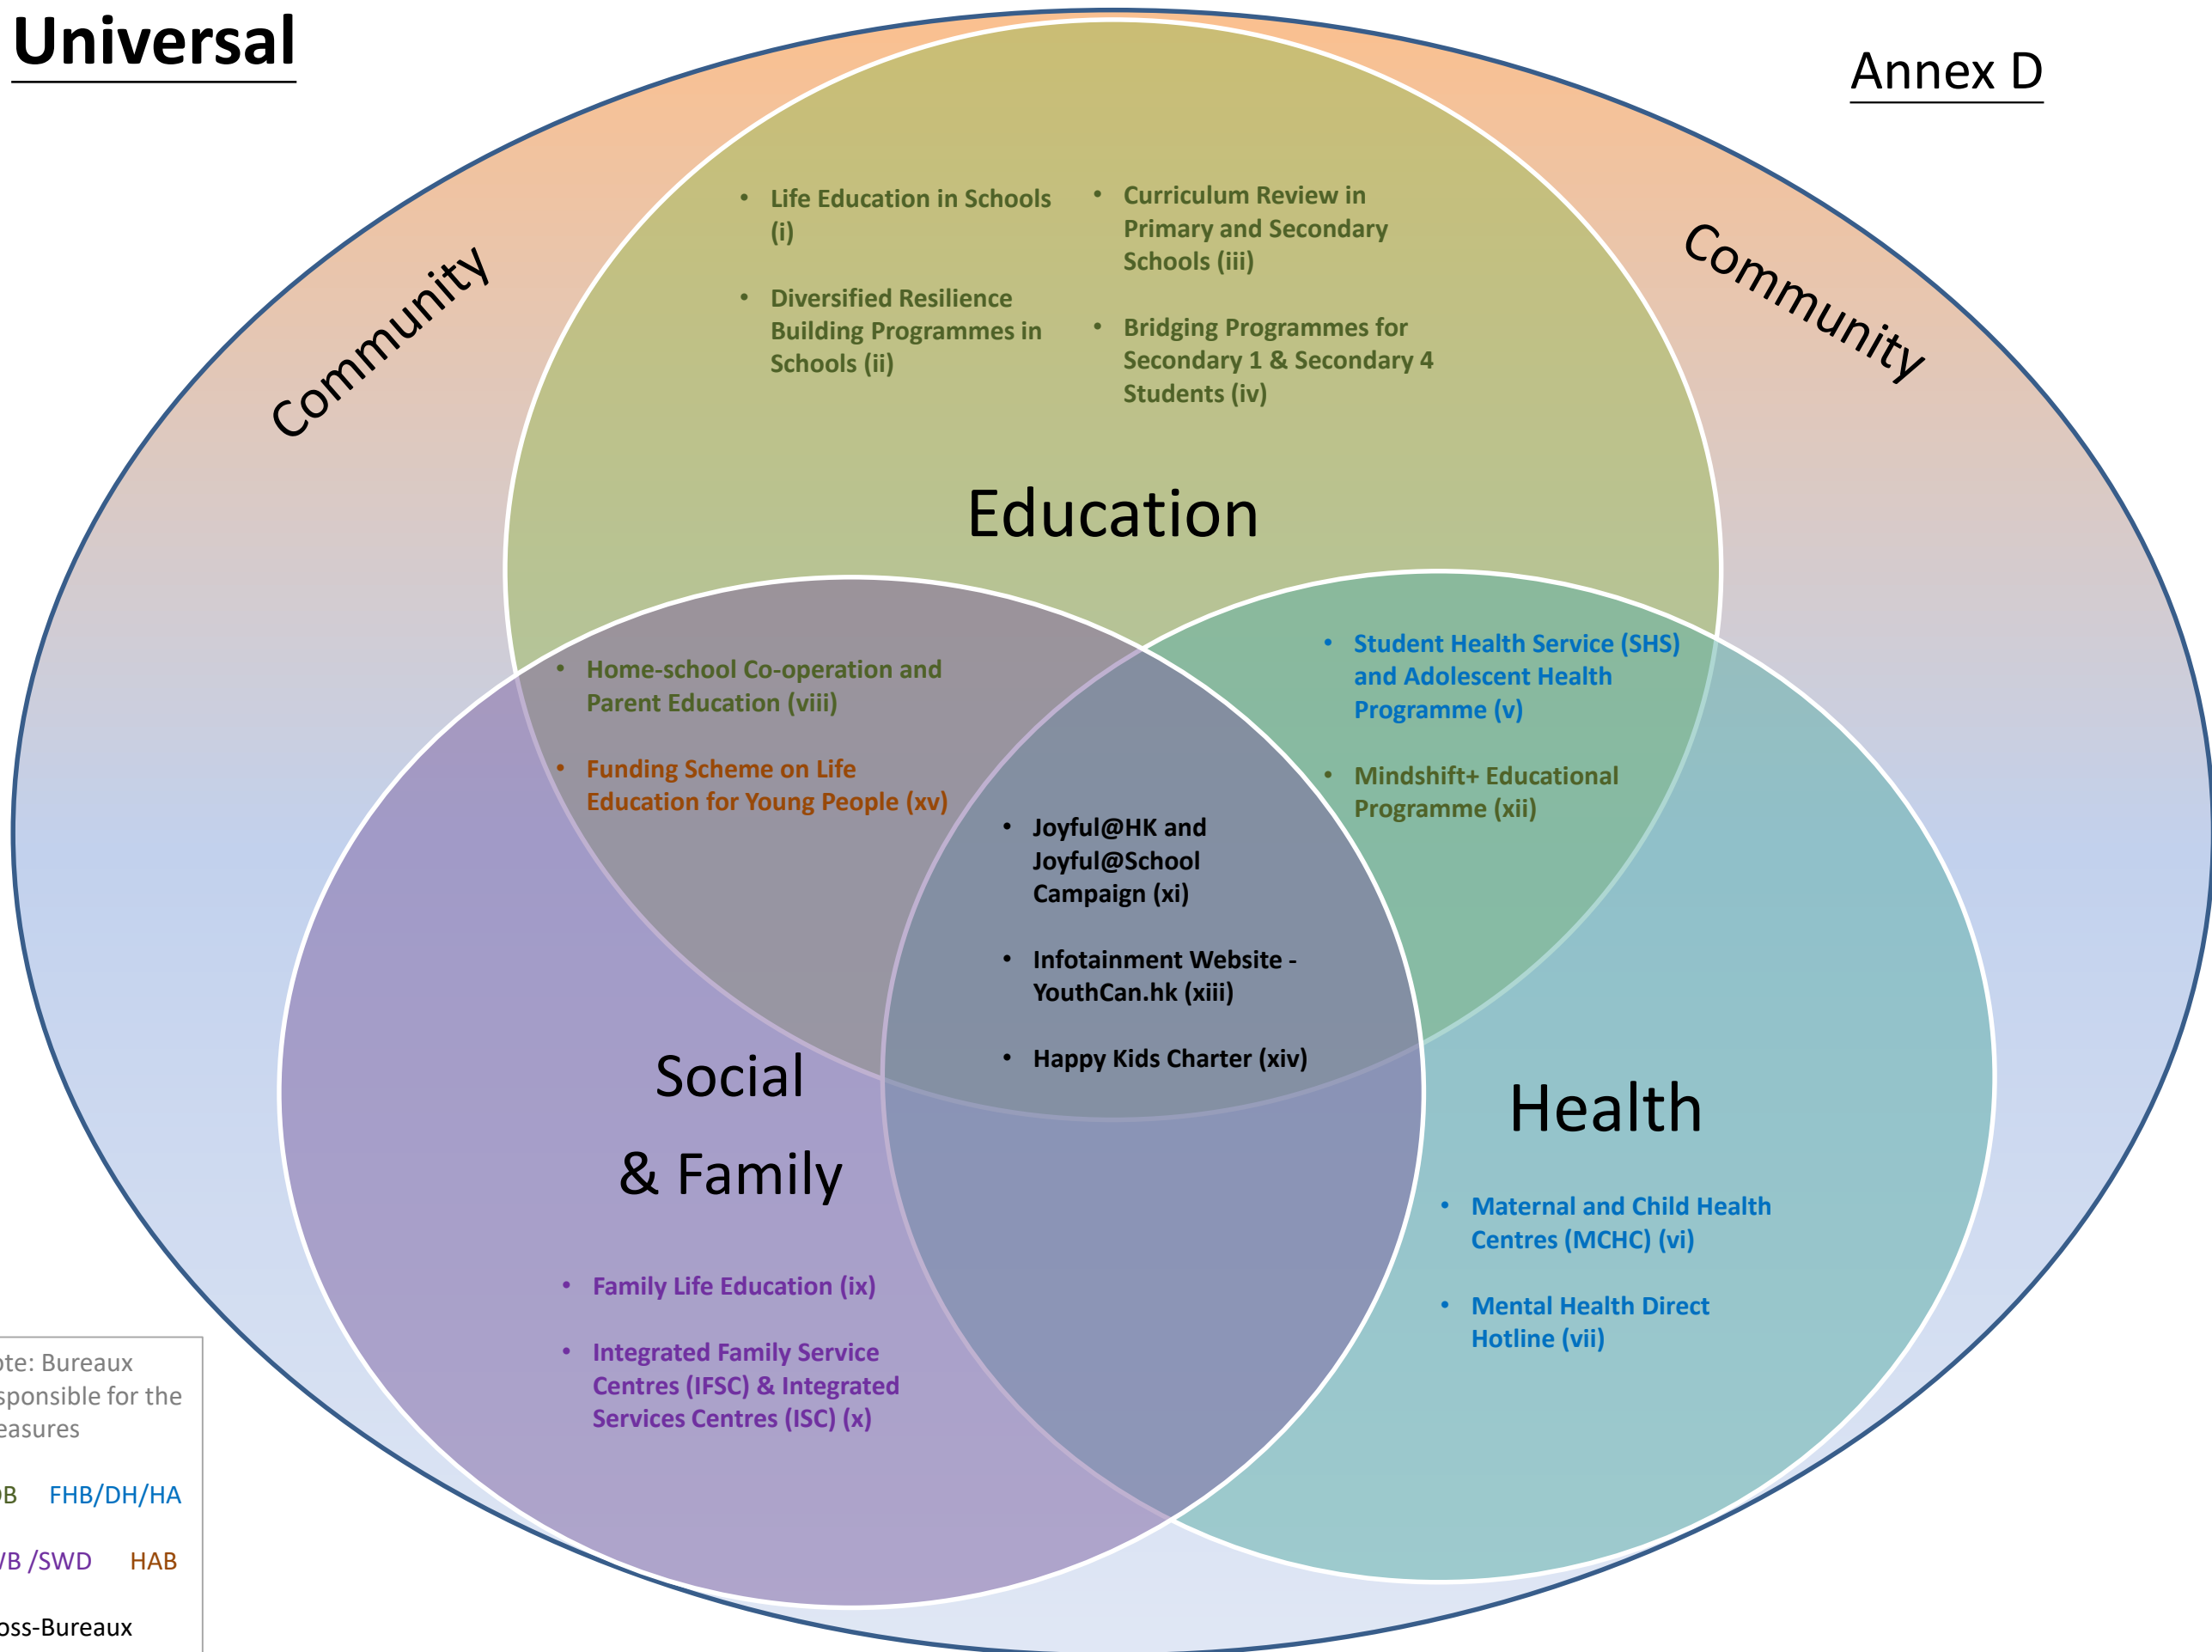 Universal
Annex D
Community
Community
• Life Education in Schools
(i)
• Diversified Resilience
Building Programmes in
Schools (ii)
• Curriculum Review in
Primary and Secondary
Schools (iii)
• Bridging Programmes for
Secondary 1 & Secondary 4
Students (iv)
Education
• Home-school Co-operation and
Parent Education (viii)
• Funding Scheme on Life
Education for Young People (xv)
• Student Health Service (SHS)
and Adolescent Health
Programme (v)
• Mindshift+ Educational
Programme (xii)
• Joyful@HK and
Joyful@School
Campaign (xi)
• Infotainment Website -
YouthCan.hk (xiii)
• Happy Kids Charter (xiv)
Social
& Family
Health
• Family Life Education (ix)
• Integrated Family Service
Centres (IFSC) & Integrated
Services Centres (ISC) (x)
• Maternal and Child Health
Centres (MCHC) (vi)
• Mental Health Direct
Hotline (vii)
Bureaux
for the
FHB/DH/HA
/SWD HAB